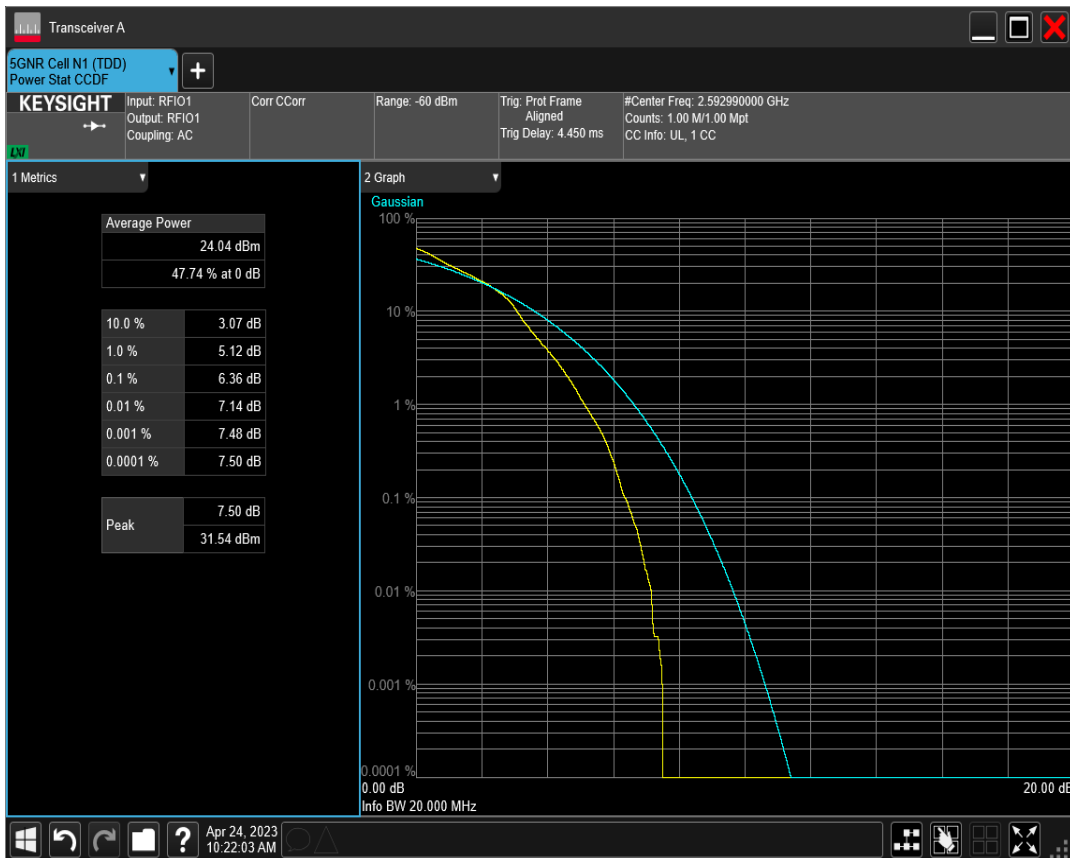 Transceiver A
5GNR Cell N1 (TDD)
Power Stat CCDF
KEYSIGHT
LXI
Input: RFIO1
Output: RFIO1
Coupling: AC
Corr CCorr
Range: -60 dBm
Trig: Prot Frame
Aligned
Trig Delay: 4.450 ms
#Center Freq: 2.592990000 GHz
Counts: 1.00 M/1.00 Mpt
CC Info: UL, 1 CC
1 Metrics
Average Power
24.04 dBm
47.74 % at 0 dB
10.0 % 3.07 dB
1.0 % 5.12 dB
0.1 % 6.36 dB
0.01 % 7.14 dB
0.001 % 7.48 dB
0.0001 % 7.50 dB
Peak
7.50 dB
31.54 dBm
2 Graph
Gaussian
100 %
10 %
1 %
0.1 %
0.01 %
0.001 %
0.0001 %
0.00 dB
20.00 dB
Info BW 20.000 MHz
?
Apr 24, 2023
10:22:03 AM